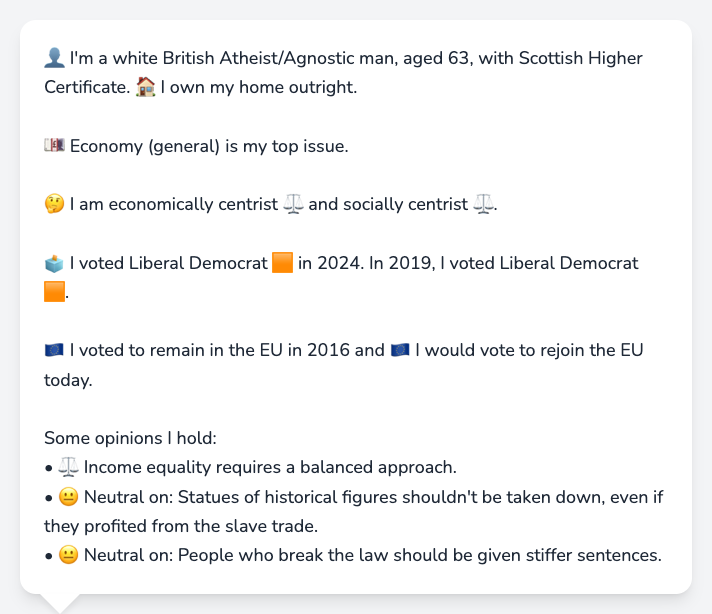 👤 I'm a white British Atheist/Agnostic man, aged 63, with Scottish Higher
Certificate. 🏠 I own my home outright.
💷 Economy (general) is my top issue.
🤔 I am economically centrist ⚖️ and socially centrist ⚖️.
🗳️ I voted Liberal Democrat 🟧 in 2024. In 2019, I voted Liberal Democrat
🟧.
🇪🇺 I voted to remain in the EU in 2016 and 🇪🇺 I would vote to rejoin the EU
today.
Some opinions I hold:
• ⚖️ Income equality requires a balanced approach.
• 😐 Neutral on: Statues of historical figures shouldn't be taken down, even if
they profited from the slave trade.
• 😐 Neutral on: People who break the law should be given stiffer sentences.